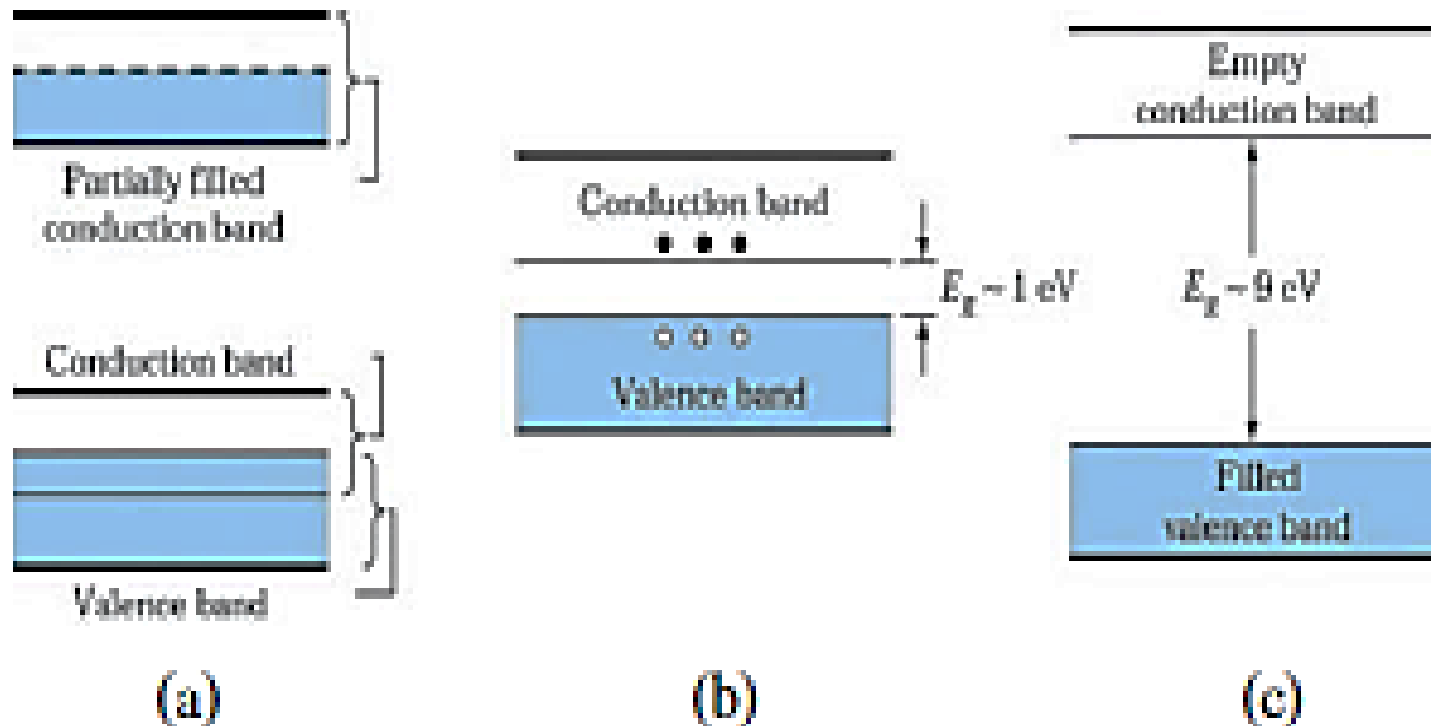 Partially filled
conduction band
Conduction band
Valence band
(a)
Conduction band
E_g ~ 1 eV
Valence band
(b)
Empty
conduction band
E_g ~ 9 eV
Filled
valence band
(c)